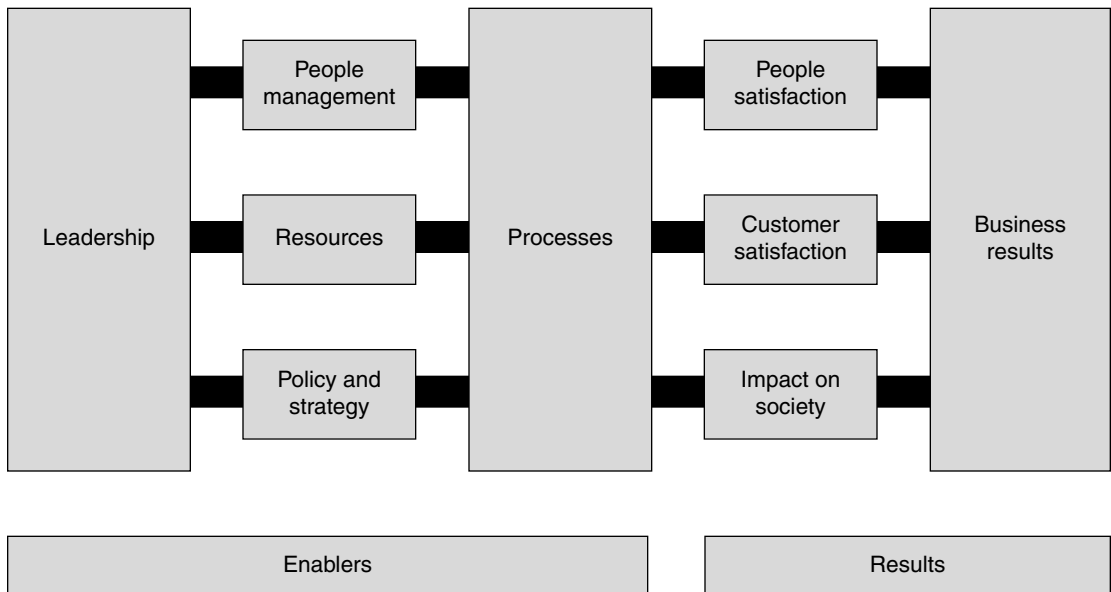 Leadership
People
management
Resources
Policy and
strategy
Processes
People
satisfaction
Customer
satisfaction
Impact on
society
Business
results
Enablers
Results